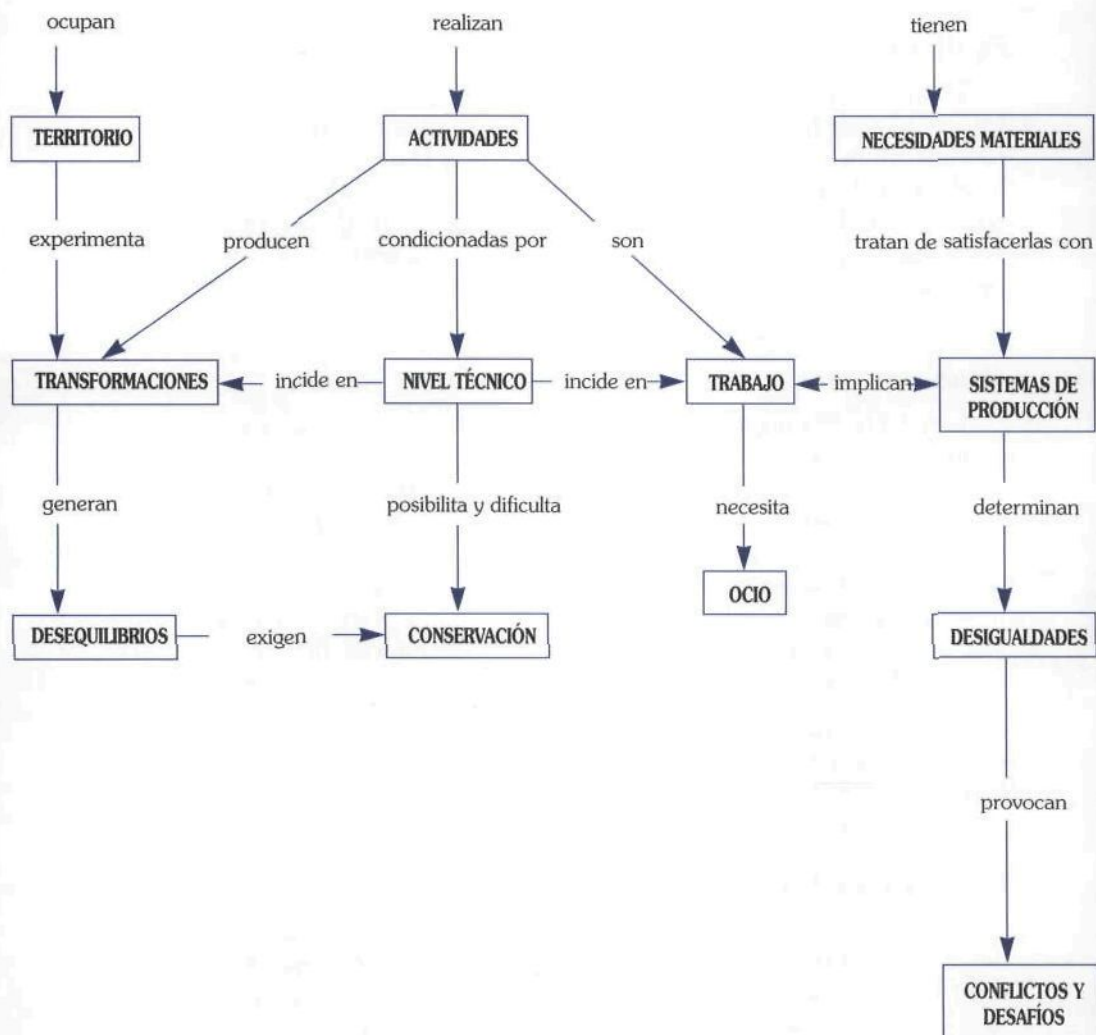 ocupan
realizan
tienen
TERRITORIO
ACTIVIDADES
NECESIDADES MATERIALES
experimenta
producen
condicionadas por
son
tratan de satisfacerlas con
TRANSFORMACIONES
incide en
NIVEL TÉCNICO
incide en
TRABAJO
implican
SISTEMAS DE
PRODUCCIÓN
generan
posibilita y dificulta
necesita
determinan
OCIO
DESEQUILIBRIOS
exigen
CONSERVACIÓN
DESIGUALDADES
provocan
CONFLICTOS Y
DESAFÍOS